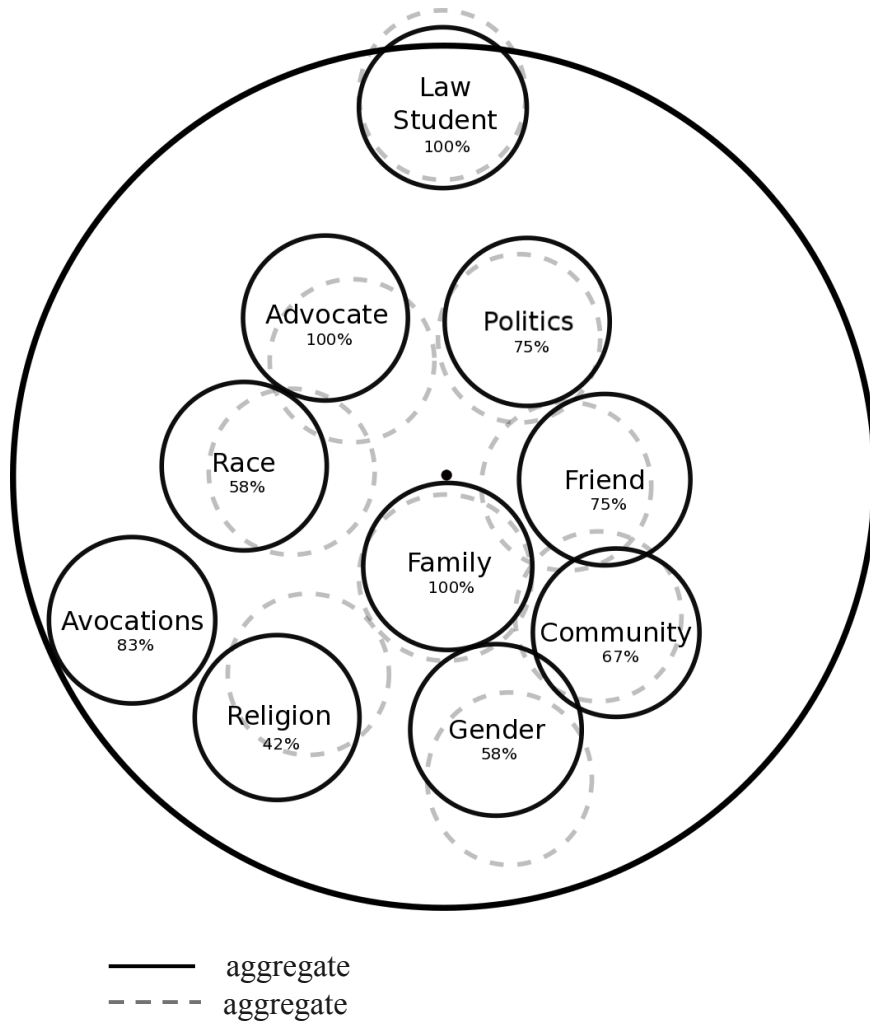 Law
Student
100%
Advocate
100%
Politics
75%
Race
58%
Friend
75%
Family
100%
Avocations
83%
Community
67%
Religion
42%
Gender
58%
aggregate
aggregate